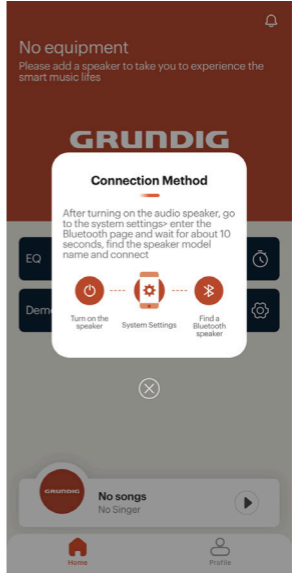 No equipment
Please add a speaker to take you to experience the
smart music lifes
GRUNDIG
Connection Method
After turning on the audio speaker, go
to the system settings> enter the
Bluetooth page and wait for about 10
seconds, find the speaker model
name and connect
Turn on the
speaker
System Settings
Find a
Bluetooth
speaker
EQ
Dem
GRUNDIG
No songs
No Singer
Home
Profile